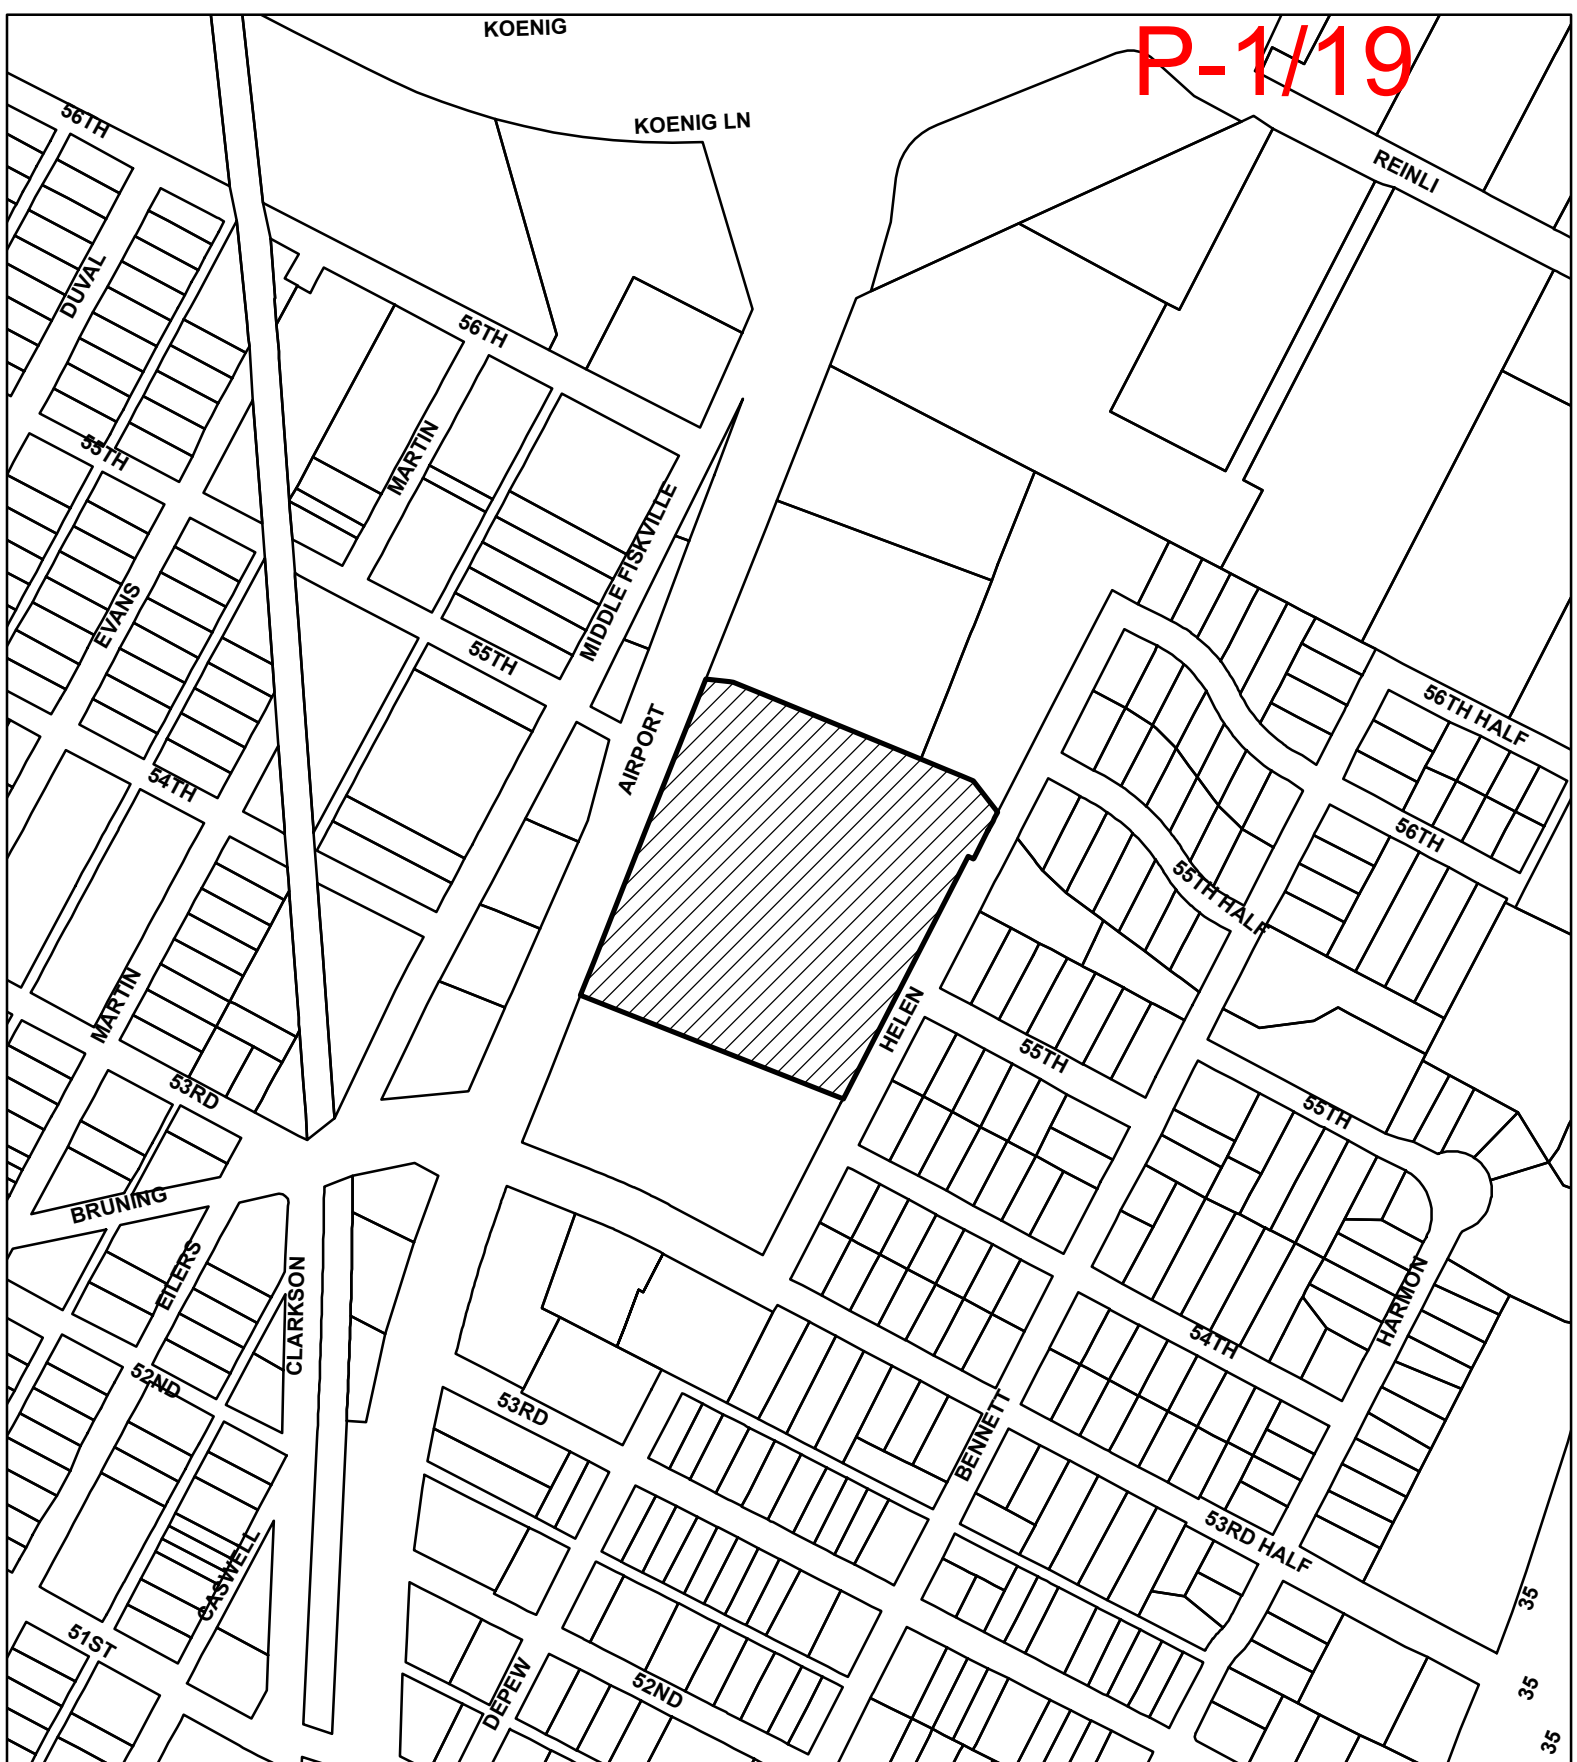 KOENIG
P-1/19
56TH
KOENIG LN
REINLI
DUVAL
56TH
55TH
MARTIN
MIDDLE FISKVILLE
EVANS
55TH
56TH HALF
AIRPORT
54TH
56TH
55TH HALF
MARTIN
HELEN
55TH
53RD
55TH
BRUNING
EILERS
CLARKSON
HARMON
54TH
52ND
53RD
BENNETT
53RD HALF
CASWELL
35
51ST
DEPEW
52ND
35
35